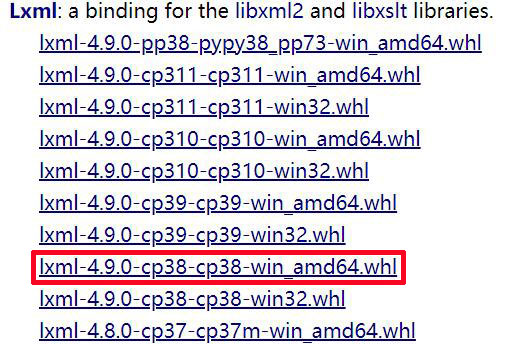 Lxml: a binding for the libxml2 and libxslt libraries.
lxml-4.9.0-pp38-pypy38_pp73-win_amd64.whl
lxml-4.9.0-cp311-cp311-win_amd64.whl
lxml-4.9.0-cp311-cp311-win32.whl
lxml-4.9.0-cp310-cp310-win_amd64.whl
lxml-4.9.0-cp310-cp310-win32.whl
lxml-4.9.0-cp39-cp39-win_amd64.whl
lxml-4.9.0-cp39-cp39-win32.whl
lxml-4.9.0-cp38-cp38-win_amd64.whl
lxml-4.9.0-cp38-cp38-win32.whl
lxml-4.8.0-cp37-cp37m-win_amd64.whl